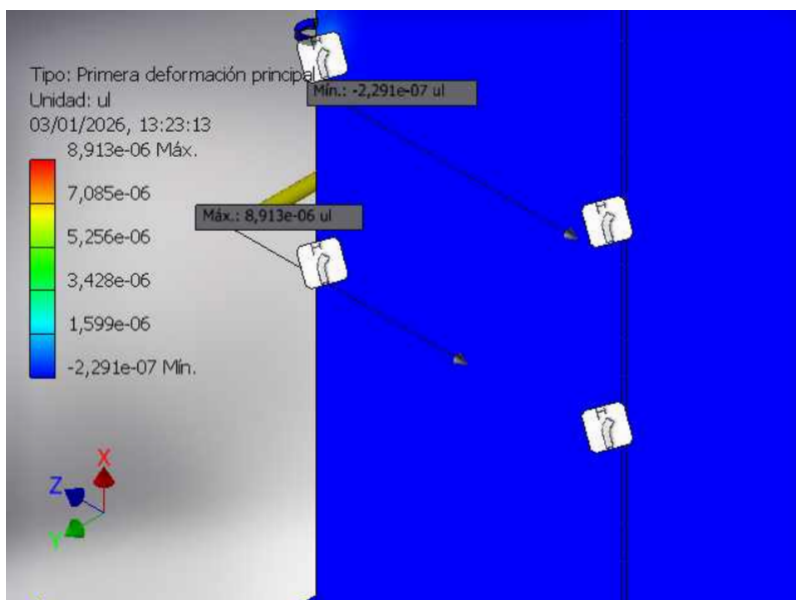 Tipo: Primera deformación principal
Unidad: ul
03/01/2026, 13:23:13
8,913e-06 Máx.
7,085e-06
5,256e-06
3,428e-06
1,599e-06
-2,291e-07 Mín.
Mín.: -2,291e-07 ul
Máx.: 8,913e-06 ul
X
Z
Y